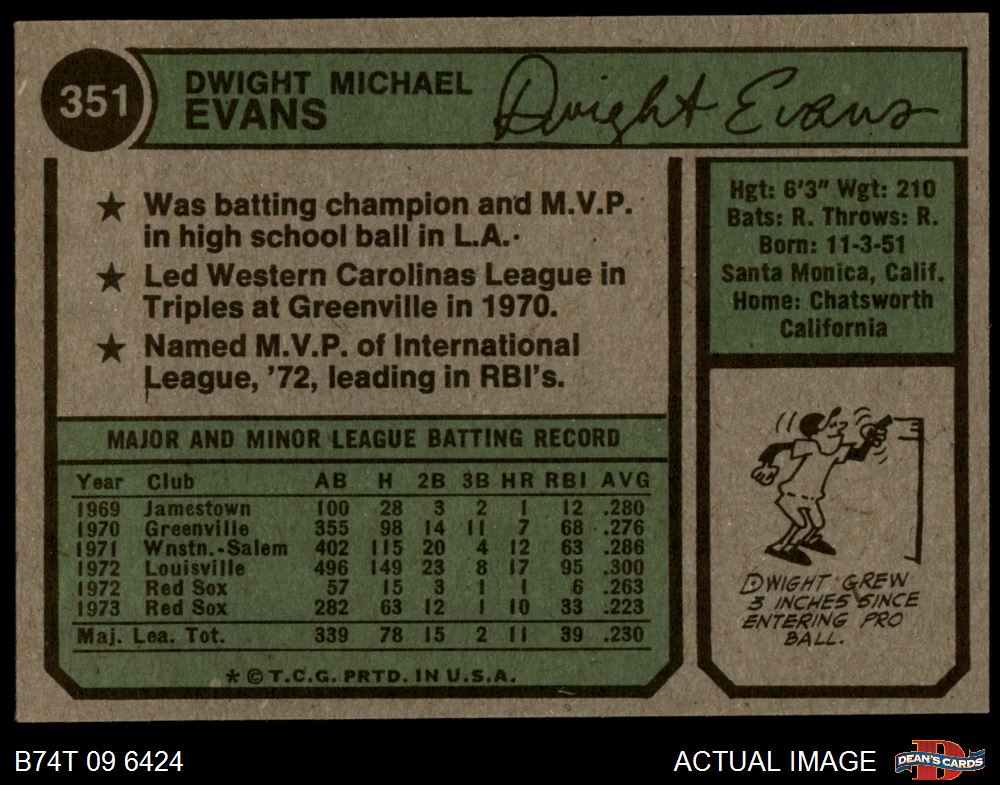 351
DWIGHT MICHAEL
EVANS
Dwight Evans
★ Was batting champion and M.V.P.
in high school ball in L.A.
★ Led Western Carolinas League in
Triples at Greenville in 1970.
★ Named M.V.P. of International
League, '72, leading in RBI's.
Hgt: 6'3" Wgt: 210
Bats: R. Throws: R.
Born: 11-3-51
Santa Monica, Calif.
Home: Chatsworth
California
MAJOR AND MINOR LEAGUE BATTING RECORD
Year Club AB H 2B 3B HR RBI AVG
1969 Jamestown 100 28 3 2 1 12 .280
1970 Greenville 355 98 14 11 7 68 .276
1971 Wnstn.-Salem 402 115 20 4 12 63 .286
1972 Louisville 496 149 23 8 17 95 .300
1972 Red Sox 57 15 3 1 1 6 .263
1973 Red Sox 282 63 12 1 10 33 .223
Maj. Lea. Tot. 339 78 15 2 11 39 .230
* © T.C.G. PRTD. IN U.S.A.
DWIGHT GREW
3 INCHES SINCE
ENTERING PRO
BALL.
B74T 09 6424
ACTUAL IMAGE
D
DEAN'S CARDS